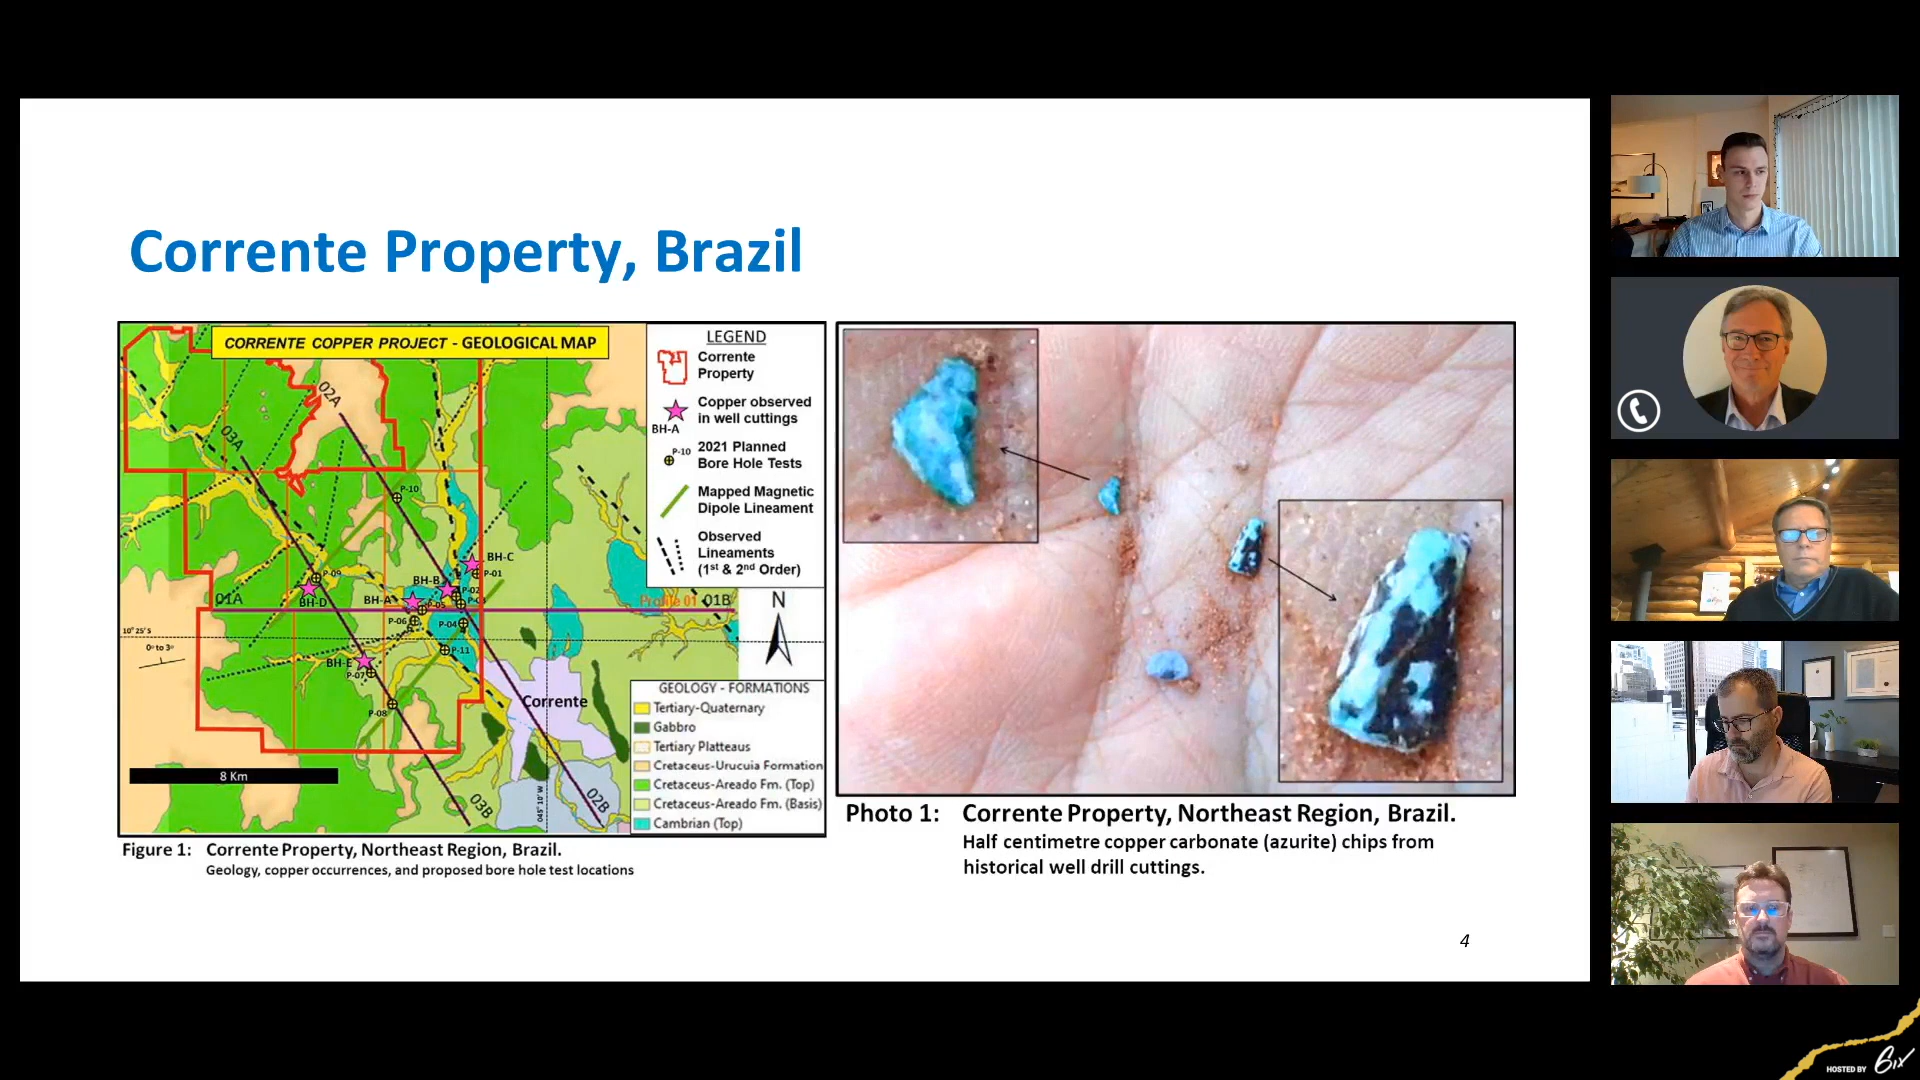 Corrente Property, Brazil
CORRENTE COPPER PROJECT - GEOLOGICAL MAP
LEGEND
Corrente
Property
Copper observed
in well cuttings
BH-A
2021 Planned
Bore Hole Tests
P-10
Mapped Magnetic
Dipole Lineament
Observed
Lineaments
(1st & 2nd Order)
02A
03A
P-10
BH-C
P-01
P-09
BH-B
P-02
BH-D
BH-A
P-05
01A
Profile 01
01B
N
P-06
P-04
10° 25' S
0° to 3°
P-11
BH-E
P-07
P-08
Corrente
8 Km
03B
02B
045° 10' W
GEOLOGY - FORMATIONS
Tertiary-Quaternary
Gabbro
Tertiary Platteaus
Cretaceus-Urucuia Formation
Cretaceus-Areado Fm. (Top)
Cretaceus-Areado Fm. (Basis)
Cambrian (Top)
Figure 1: Corrente Property, Northeast Region, Brazil.
Geology, copper occurrences, and proposed bore hole test locations
Photo 1: Corrente Property, Northeast Region, Brazil.
Half centimetre copper carbonate (azurite) chips from
historical well drill cuttings.
4
HOSTED BY 6ix